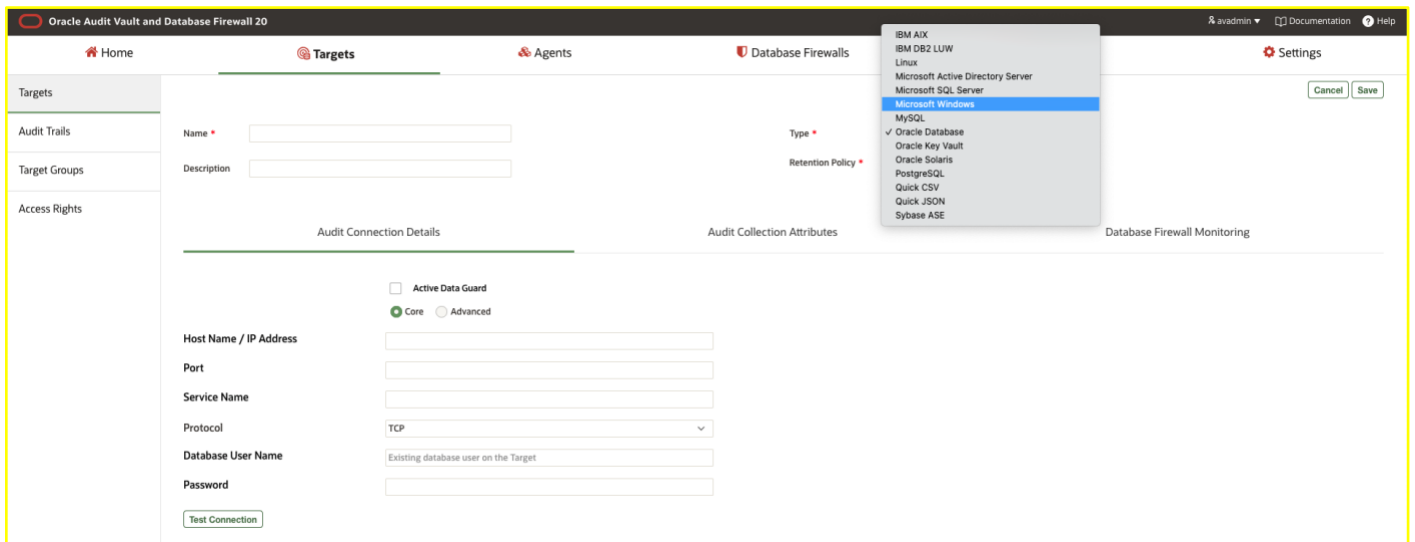 Oracle Audit Vault and Database Firewall 20
avadmin
Documentation
? Help
Home
Targets
Agents
Database Firewalls
Settings
IBM AIX
IBM DB2 LUW
Linux
Microsoft Active Directory Server
Microsoft SQL Server
Microsoft Windows
MySQL
✓ Oracle Database
Oracle Key Vault
Oracle Solaris
PostgreSQL
Quick CSV
Quick JSON
Sybase ASE
Targets
Audit Trails
Target Groups
Access Rights
Cancel
Save
Name *
Type *
Description
Retention Policy *
Audit Connection Details
Audit Collection Attributes
Database Firewall Monitoring
Active Data Guard
Core
Advanced
Host Name / IP Address
Port
Service Name
Protocol
TCP
Database User Name
Existing database user on the Target
Password
Test Connection